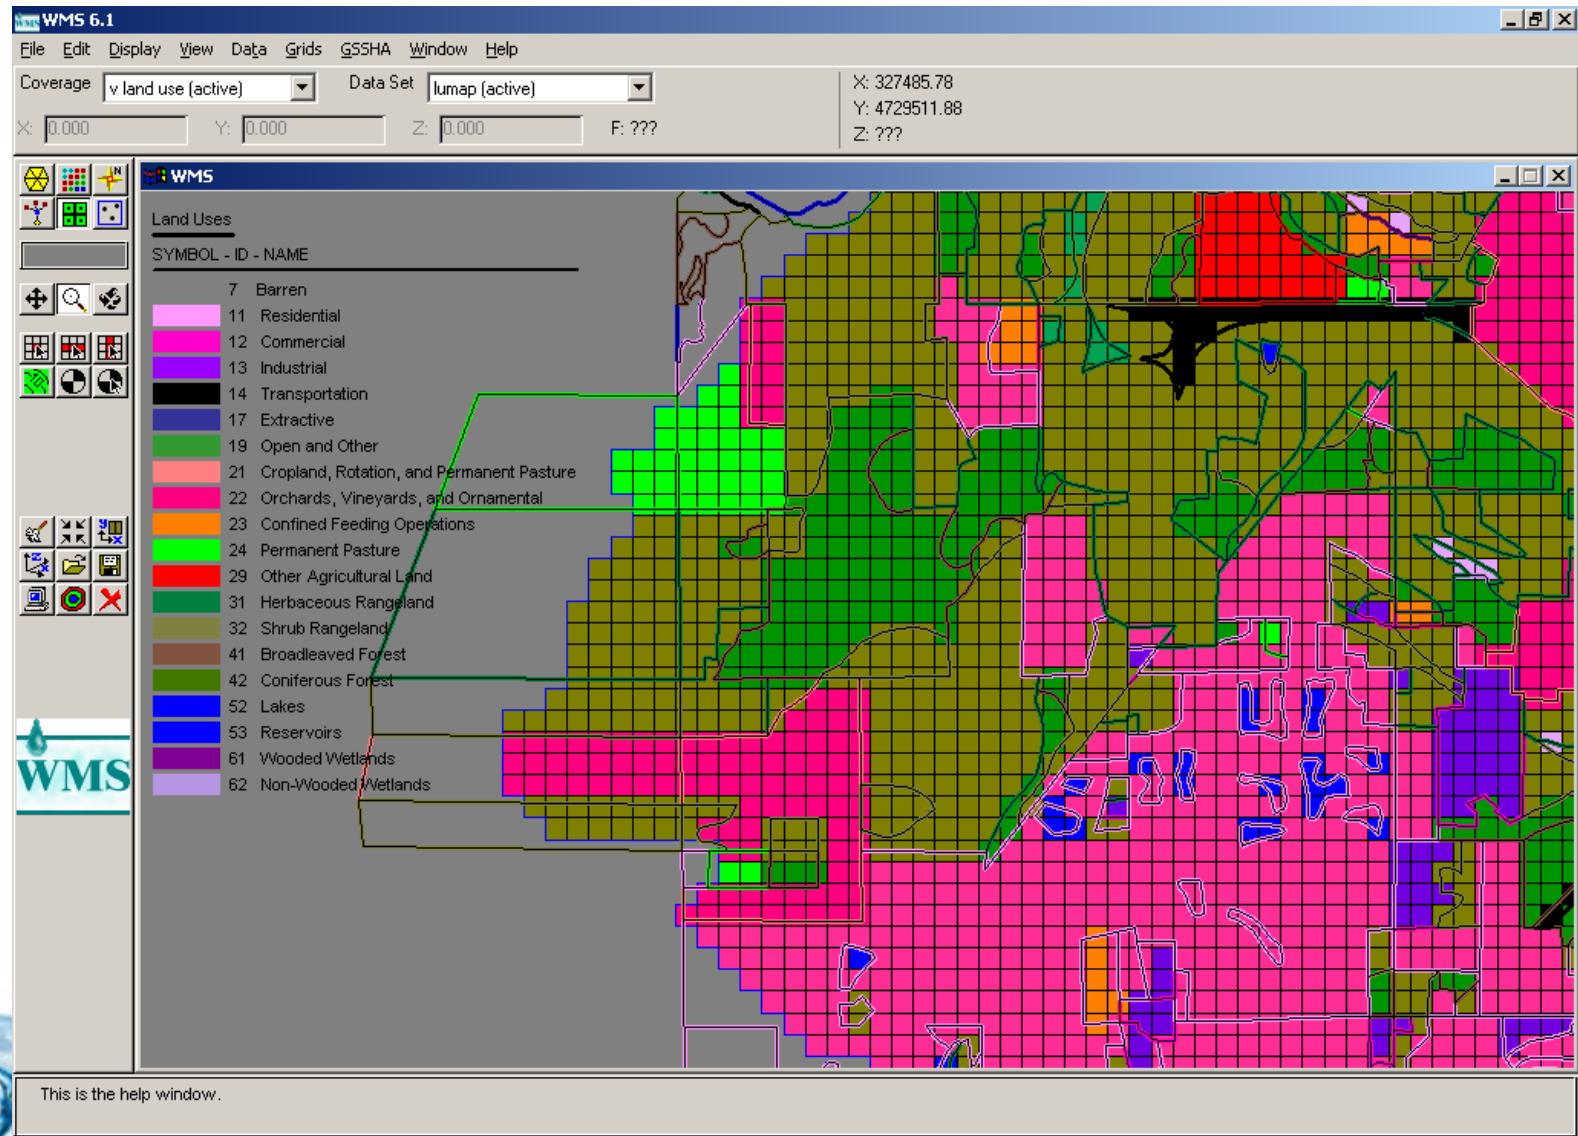 WMS 6.1
File Edit Display View Data Grids GSSHA Window Help
Coverage v land use (active) Data Set lumap (active) X: 327485.78
Y: 4729511.88
X: 0.000 Y: 0.000 Z: 0.000 F: ??? Z: ???
WMS
Land Uses
SYMBOL - ID - NAME
7 Barren
11 Residential
12 Commercial
13 Industrial
14 Transportation
17 Extractive
19 Open and Other
21 Cropland, Rotation, and Permanent Pasture
22 Orchards, Vineyards, and Ornamental
23 Confined Feeding Operations
24 Permanent Pasture
29 Other Agricultural Land
31 Herbaceous Rangeland
32 Shrub Rangeland
41 Broadleaved Forest
42 Coniferous Forest
52 Lakes
53 Reservoirs
61 Wooded Wetlands
62 Non-Wooded Wetlands
WMS
This is the help window.